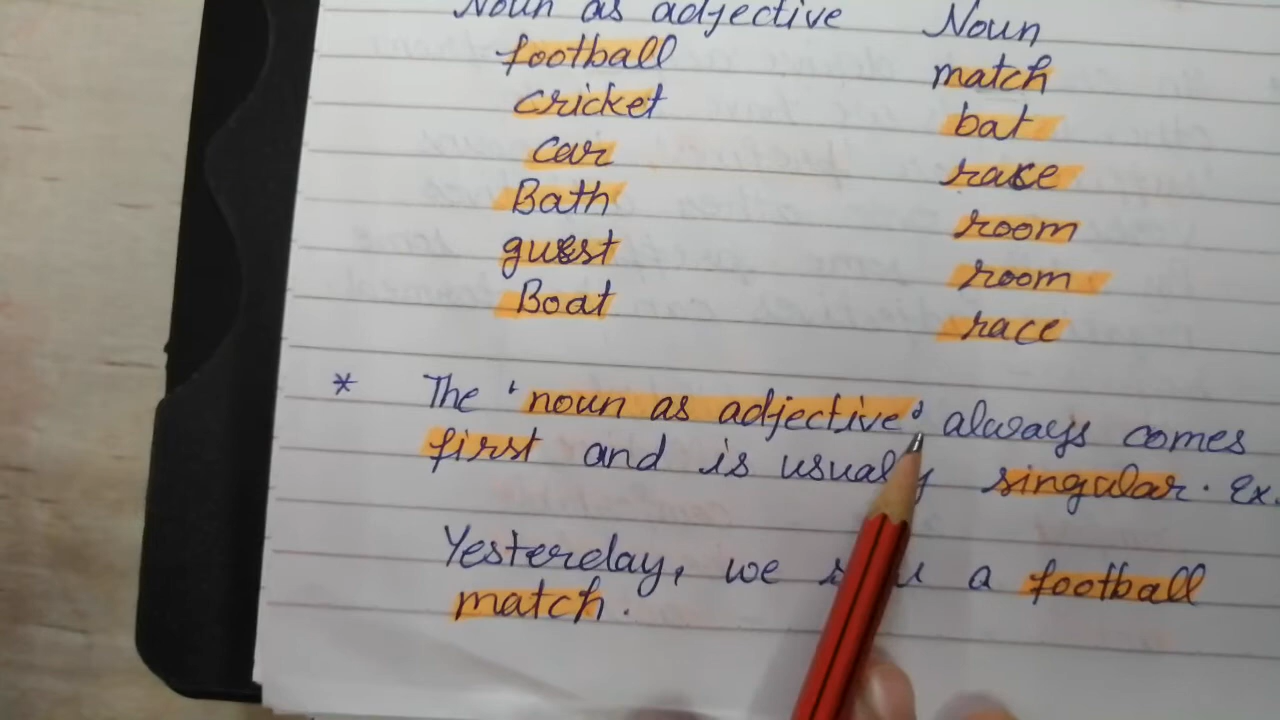 Noun as adjective Noun
football match
cricket bat
car race
Bath room
guest room
Boat race
* The 'noun as adjective' always comes
first and is usually singular. Ex.
Yesterday, we a football
match.